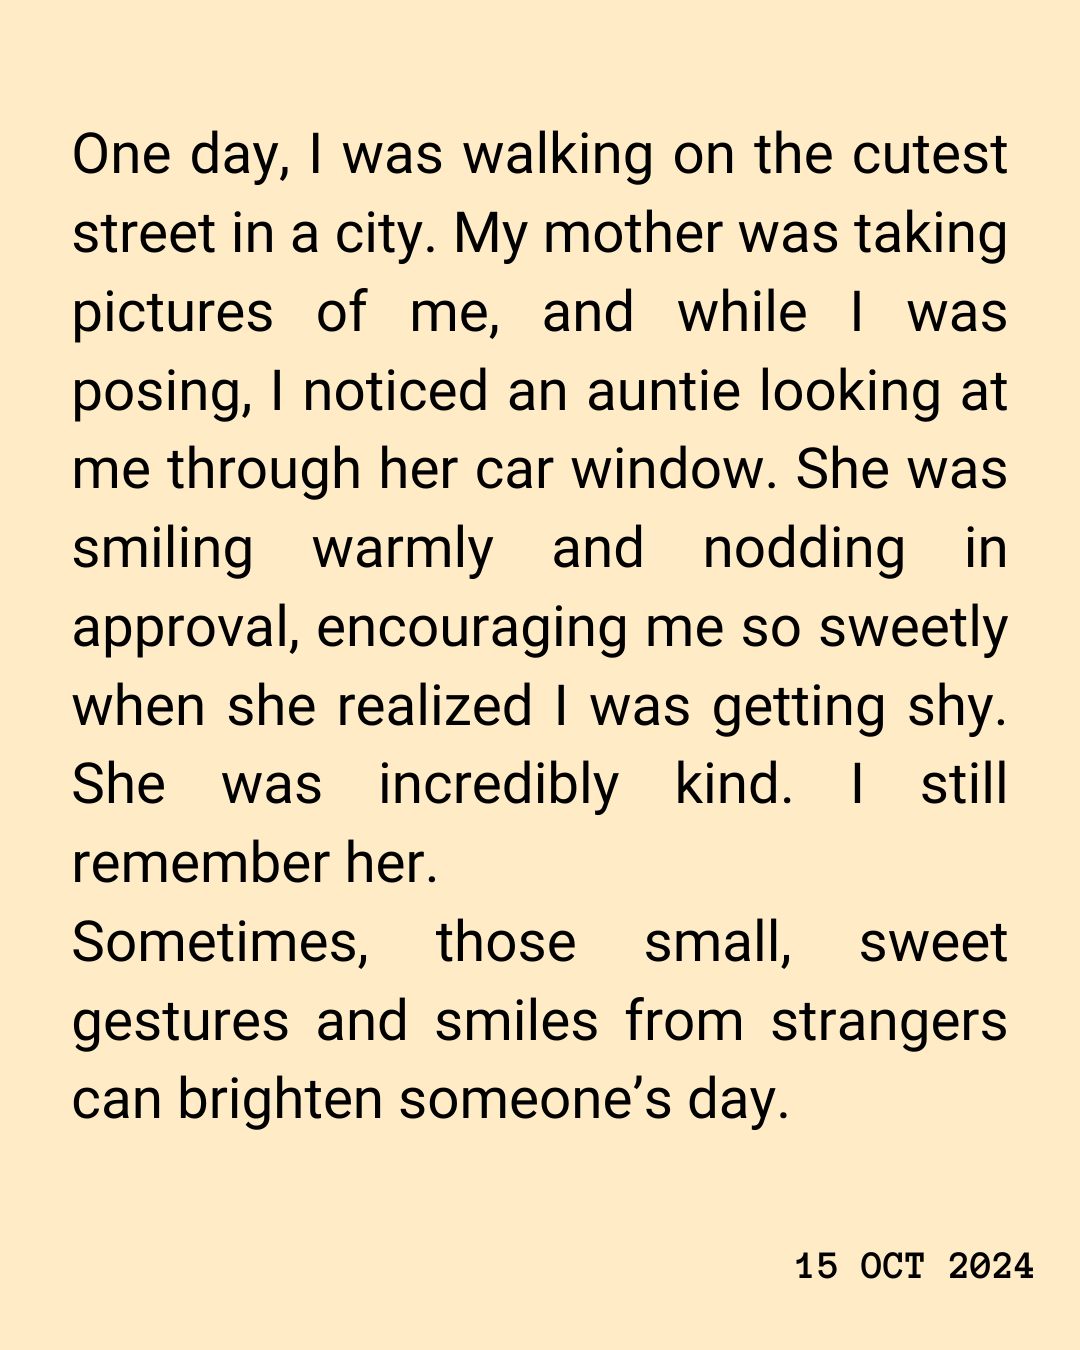 One day, I was walking on the cutest
street in a city. My mother was taking
pictures of me, and while I was
posing, I noticed an auntie looking at
me through her car window. She was
smiling warmly and nodding in
approval, encouraging me so sweetly
when she realized I was getting shy.
She was incredibly kind. I still
remember her.
Sometimes, those small, sweet
gestures and smiles from strangers
can brighten someone’s day.
15 OCT 2024